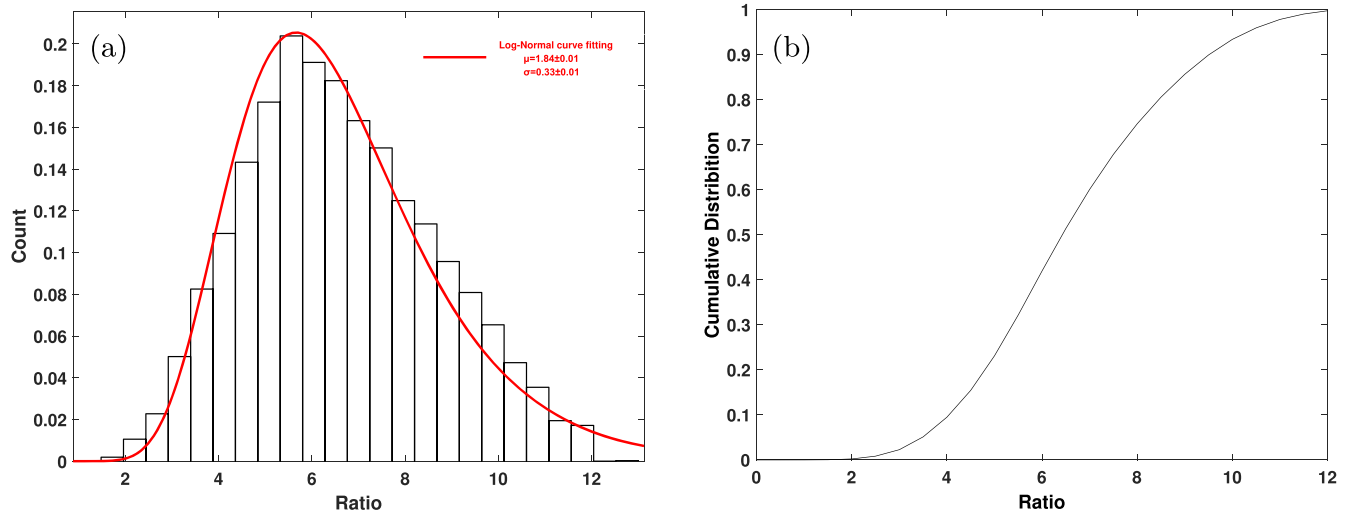 (a)
Log-Normal curve fitting
μ=1.84±0.01
σ=0.33±0.01
Count
0.2
0.18
0.16
0.14
0.12
0.1
0.08
0.06
0.04
0.02
0
2 4 6 8 10 12
Ratio
(b)
Cumulative Distribition
1
0.9
0.8
0.7
0.6
0.5
0.4
0.3
0.2
0.1
0
0 2 4 6 8 10 12
Ratio